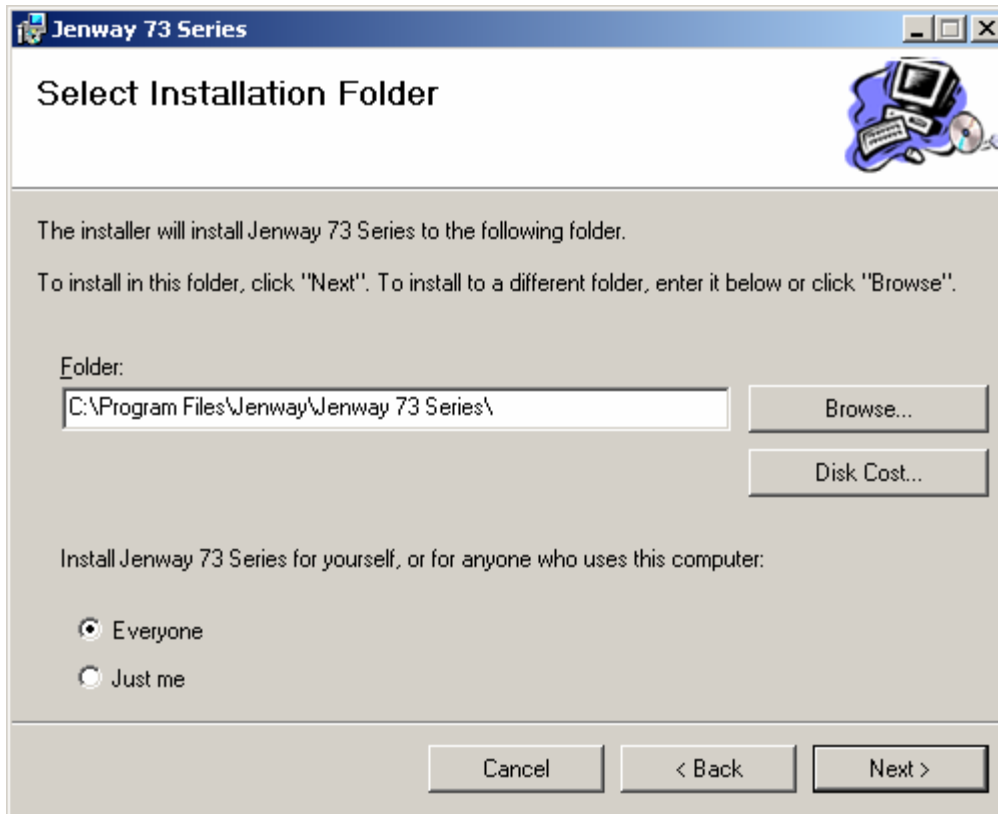 Jenway 73 Series
Select Installation Folder
The installer will install Jenway 73 Series to the following folder.
To install in this folder, click "Next". To install to a different folder, enter it below or click "Browse".
Folder:
C:\Program Files\Jenway\Jenway 73 Series\
Browse...
Disk Cost...
Install Jenway 73 Series for yourself, or for anyone who uses this computer:
Everyone
Just me
Cancel
< Back
Next >